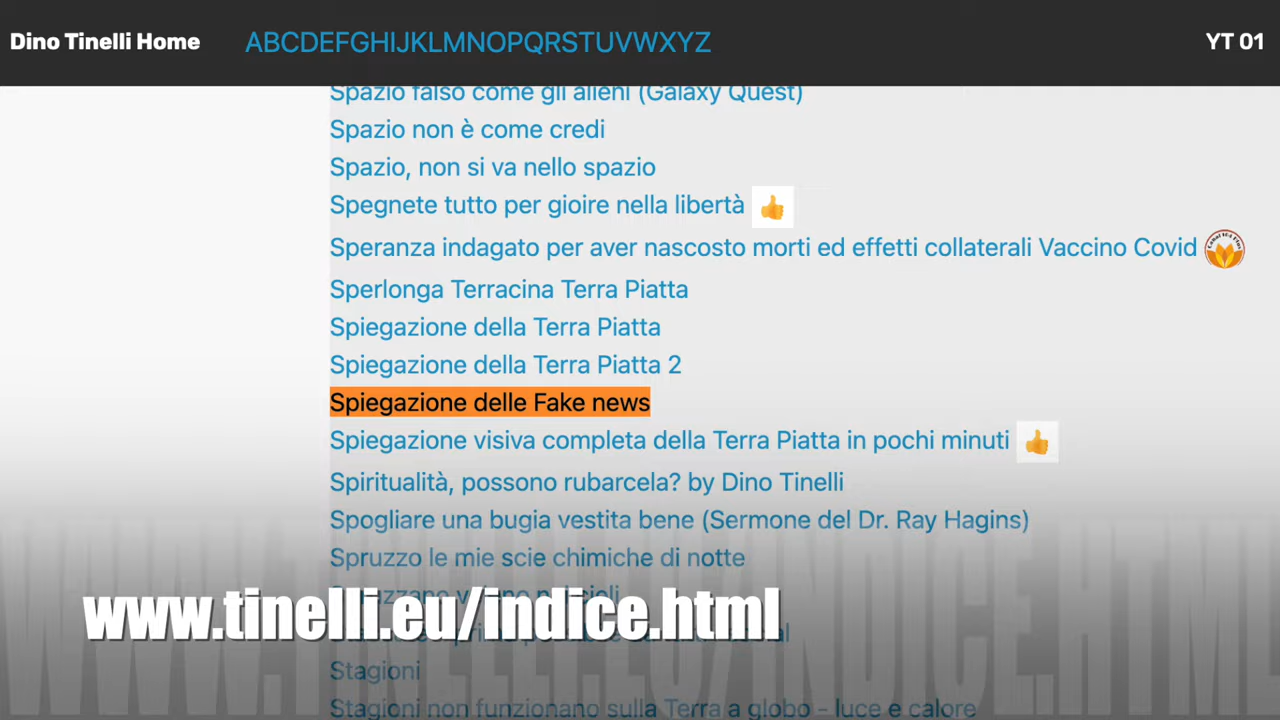 Dino Tinelli Home
ABCDEFGHIJKLMNOPQRSTUVWXYZ
YT 01
Spazio falso come gli alieni (Galaxy Quest)
Spazio non è come credi
Spazio, non si va nello spazio
Spegnete tutto per gioire nella libertà
Speranza indagato per aver nascosto morti ed effetti collaterali Vaccino Covid
Sperlonga Terracina Terra Piatta
Spiegazione della Terra Piatta
Spiegazione della Terra Piatta 2
Spiegazione delle Fake news
Spiegazione visiva completa della Terra Piatta in pochi minuti
Spiritualità, possono rubarcela? by Dino Tinelli
Spogliare una bugia vestita bene (Sermone del Dr. Ray Hagins)
Spruzzo le mie scie chimiche di notte
www.tinelli.eu/indice.html
Stagioni
Stagioni non funzionano sulla Terra a globo - luce e calore
WWW.TINELLI.EU/INDICE.HTML